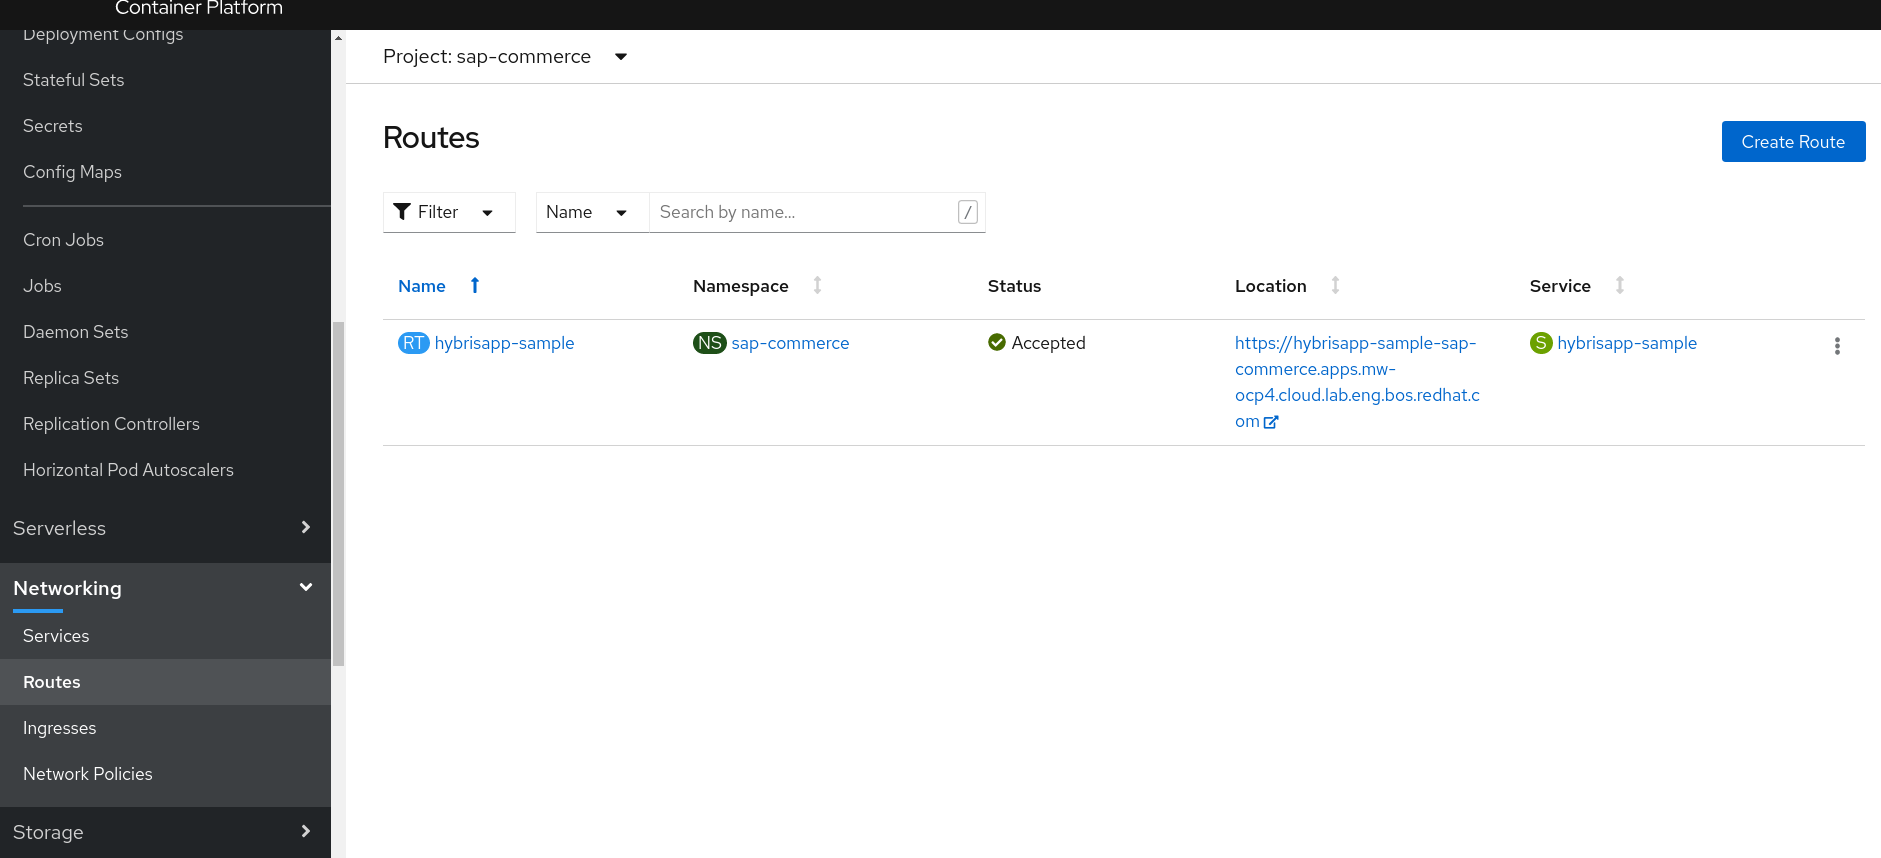 Container Platform
Deployment Configs
Stateful Sets
Secrets
Config Maps
Cron Jobs
Jobs
Daemon Sets
Replica Sets
Replication Controllers
Horizontal Pod Autoscalers
Serverless
Networking
Services
Routes
Ingresses
Network Policies
Storage
Project: sap-commerce
Routes
Create Route
Filter
Name
Search by name...
/
Name
Namespace
Status
Location
Service
RT hybrisapp-sample
NS sap-commerce
Accepted
https://hybrisapp-sample-sap-
commerce.apps.mw-
ocp4.cloud.lab.eng.bos.redhat.c
om
S hybrisapp-sample